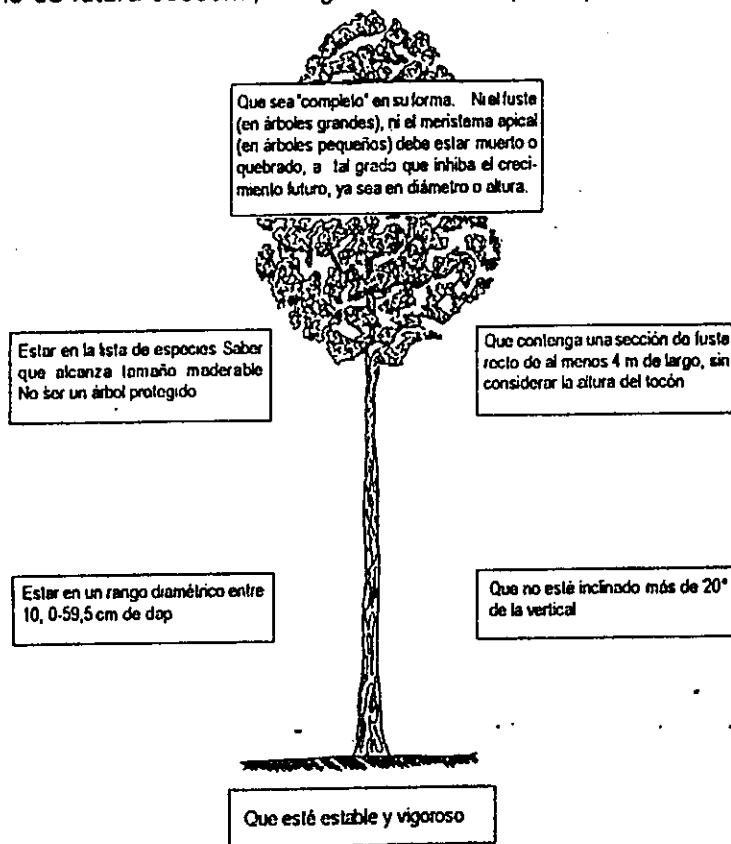 de futura
Que sea "completo" en su forma. Ni el fuste
(en árboles grandes), ni el meristema apical
(en árboles pequeños) debe estar muerto o
quebrado, a tal grado que inhiba el creci-
miento futuro, ya sea en diámetro o altura.
Estar en la lista de especies Saber
que alcanza tamaño maderable
No ser un árbol protegido
Que contenga una sección de fuste
recto de al menos 4 m de largo, sin
considerar la altura del tocón
Estar en un rango diamétrico entre
10, 0-59,5 cm de dap
Que no esté inclinado más de 20°
de la vertical
Que esté estable y vigoroso